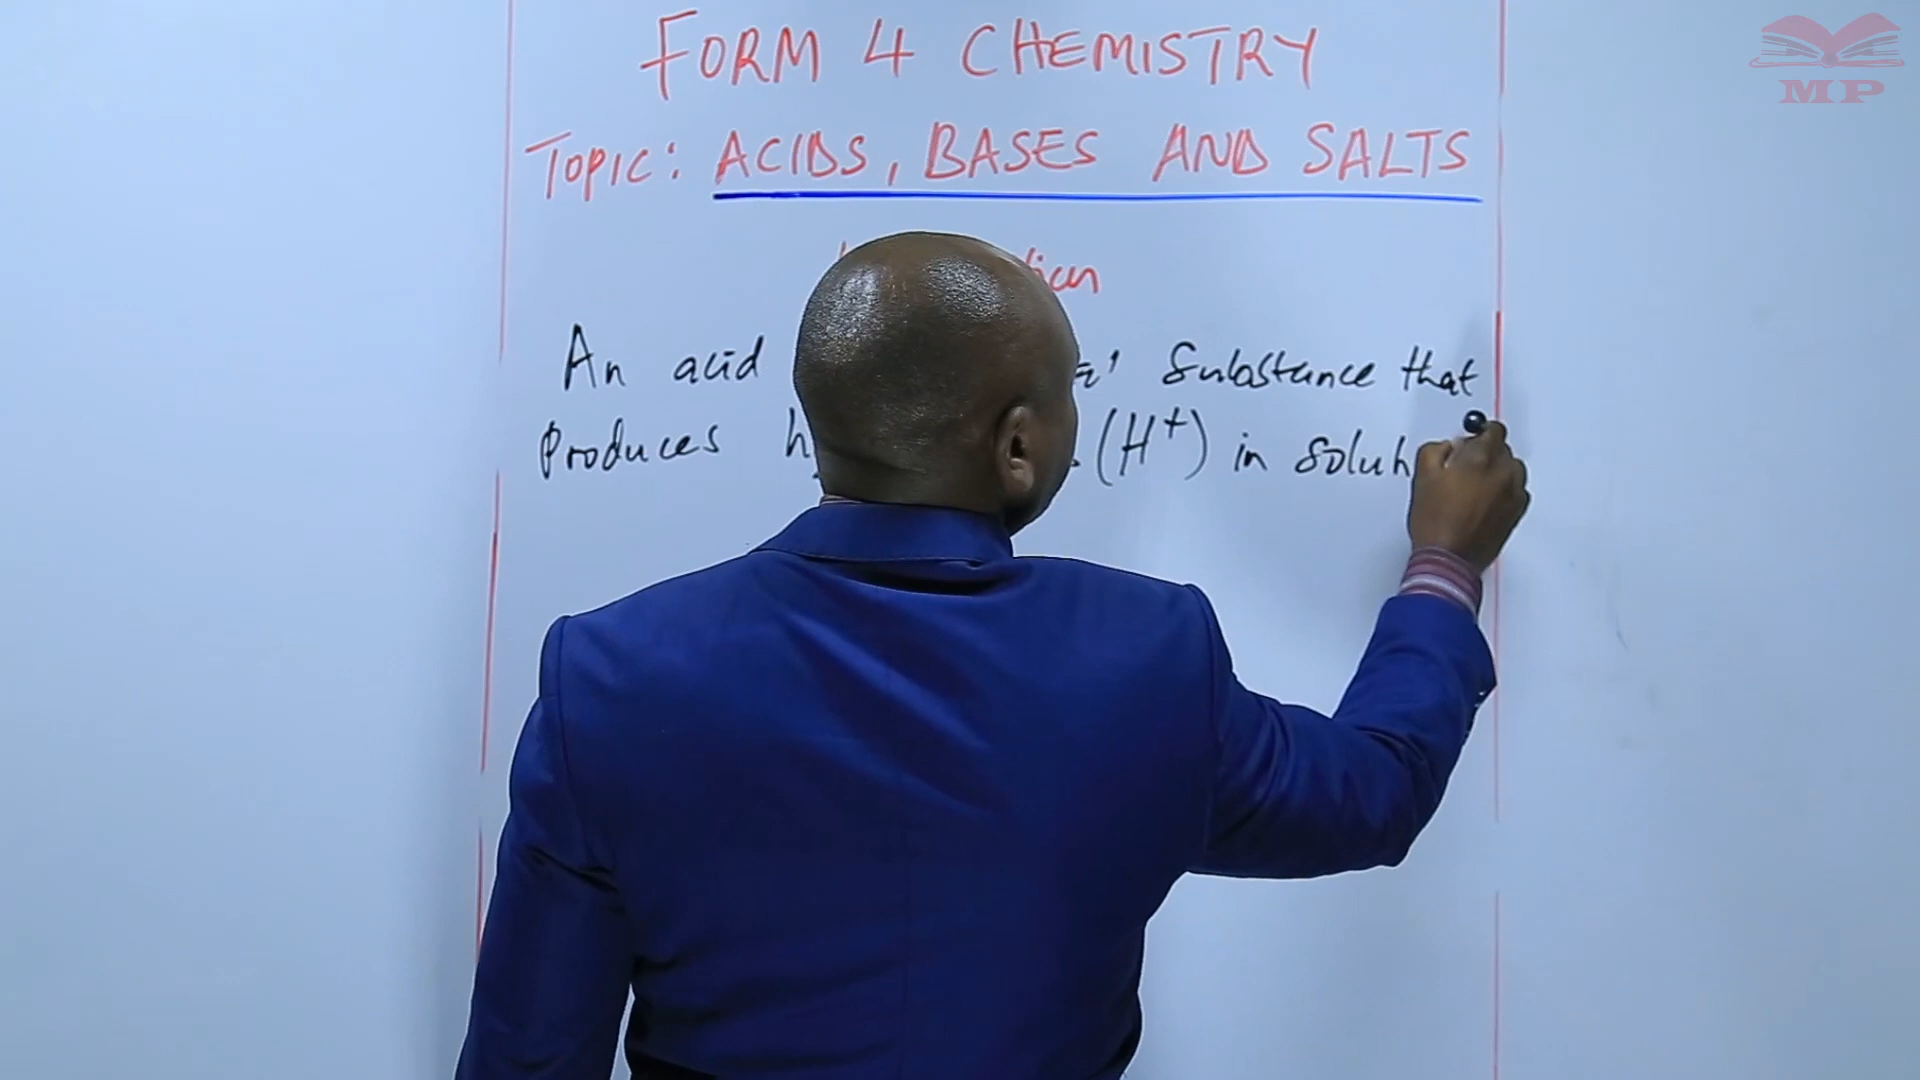 FORM 4 CHEMISTRY
MP
TOPIC: ACIDS, BASES AND SALTS
An acid Substance that
Produces (H⁺) in